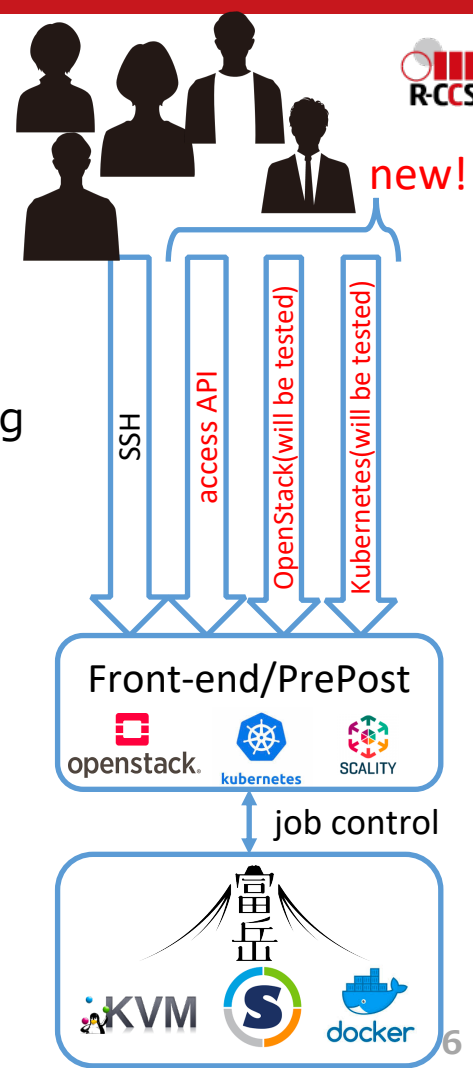 R-CCS
new!
g
SSH
access API
OpenStack(will be tested)
Kubernetes(will be tested)
Front-end/PrePost
openstack.
kubernetes
SCALITY
job control
富
岳
KVM
S
docker
6